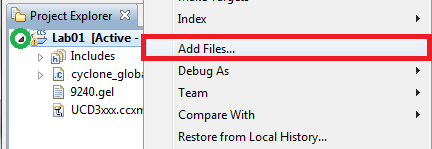 Project Explorer
Lab01 [Active -
Includes
cyclone_globa
9240.gel
UCD3xxx.ccxm
Index
Add Files...
Debug As
Team
Compare With
Restore from Local History...